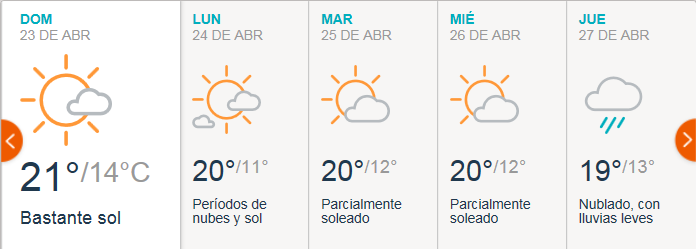 DOM
23 DE ABR
21°/14°C
Bastante sol
LUN
24 DE ABR
20°/11°
Períodos de
nubes y sol
MAR
25 DE ABR
20°/12°
Parcialmente
soleado
MIÉ
26 DE ABR
20°/12°
Parcialmente
soleado
JUE
27 DE ABR
19°/13°
Nublado, con
lluvias leves